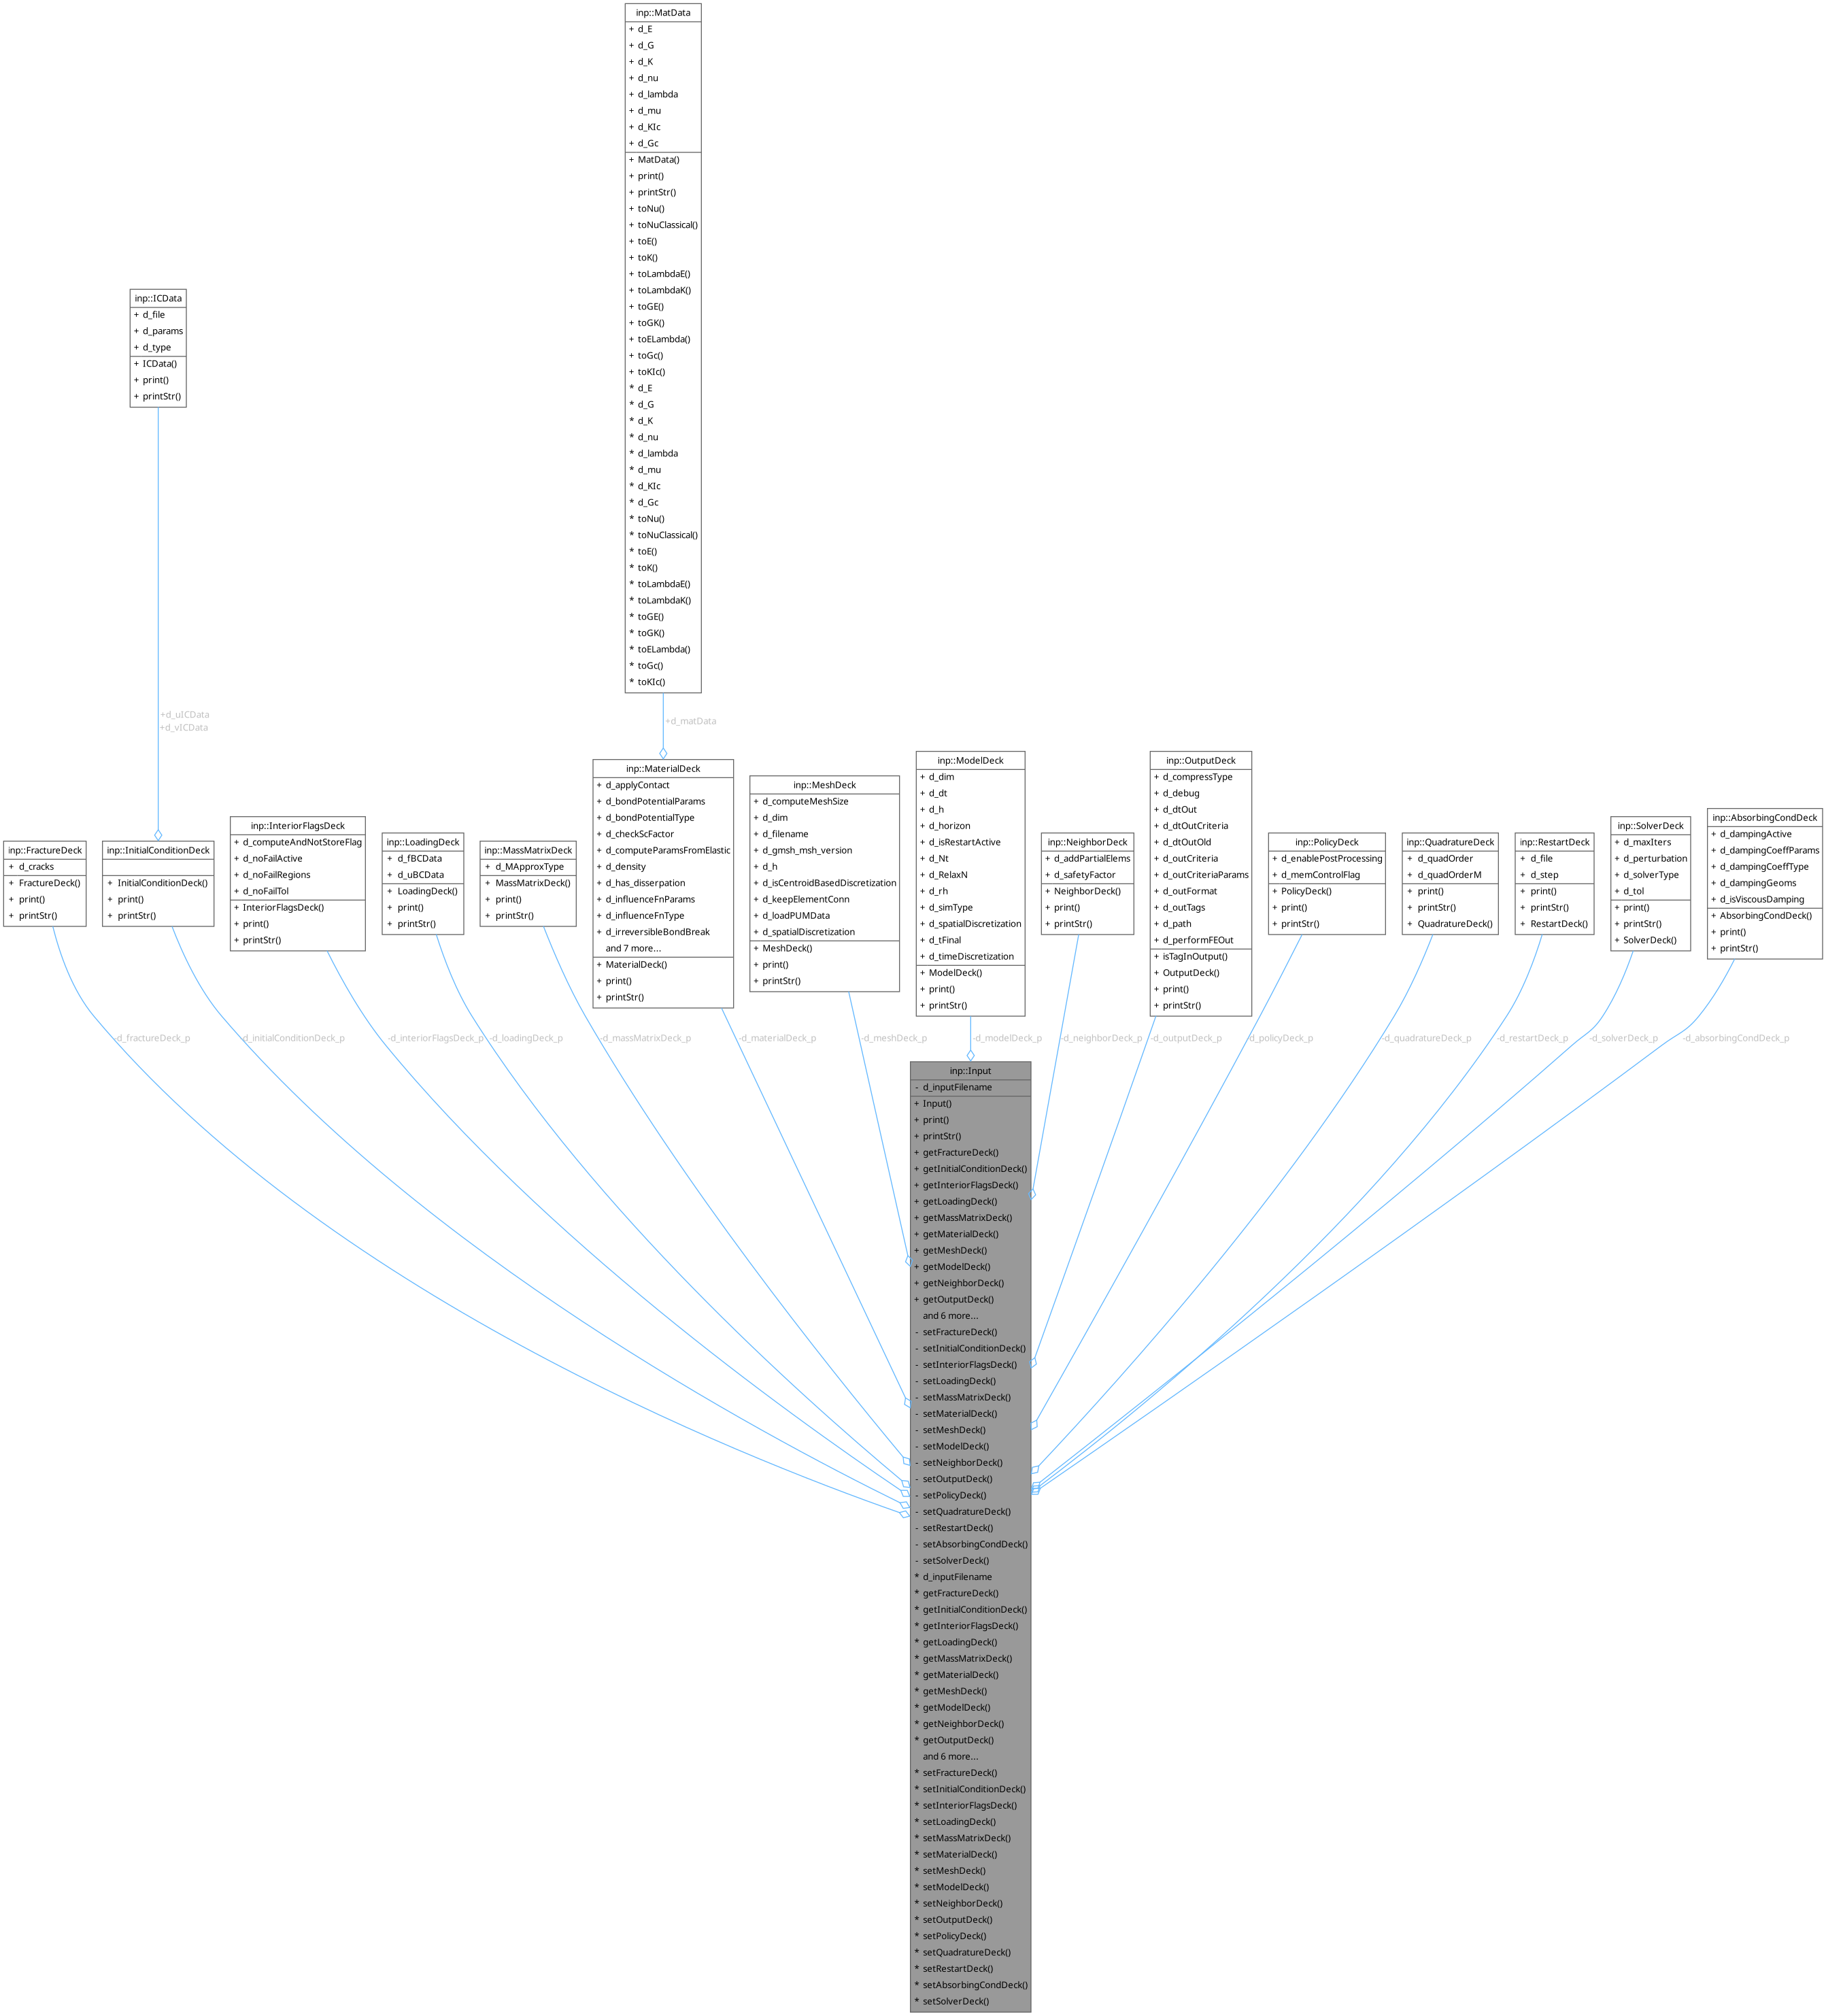 inp::MatData
+ d_E
+ d_G
+ d_K
+ d_nu
+ d_lambda
+ d_mu
+ d_KIc
+ d_Gc
+ MatData()
+ print()
+ printStr()
+ toNu()
+ toNuClassical()
+ toE()
+ toK()
+ toLambdaE()
+ toLambdaK()
+ toGE()
+ toGK()
+ toELambda()
+ toGc()
+ toKIc()
* d_E
* d_G
* d_K
* d_nu
* d_lambda
* d_mu
* d_KIc
* d_Gc
* toNu()
* toNuClassical()
* toE()
* toK()
* toLambdaE()
* toLambdaK()
* toGE()
* toGK()
* toELambda()
* toGc()
* toKIc()
inp::ICData
+ d_file
+ d_params
+ d_type
+ ICData()
+ print()
+ printStr()
+d_uICData
+d_vICData
+d_matData
inp::FractureDeck
+ d_cracks
+ FractureDeck()
+ print()
+ printStr()
inp::InitialConditionDeck
+ InitialConditionDeck()
+ print()
+ printStr()
inp::InteriorFlagsDeck
+ d_computeAndNotStoreFlag
+ d_noFailActive
+ d_noFailRegions
+ d_noFailTol
+ InteriorFlagsDeck()
+ print()
+ printStr()
inp::LoadingDeck
+ d_fBCData
+ d_uBCData
+ LoadingDeck()
+ print()
+ printStr()
inp::MassMatrixDeck
+ d_MApproxType
+ MassMatrixDeck()
+ print()
+ printStr()
inp::MaterialDeck
+ d_applyContact
+ d_bondPotentialParams
+ d_bondPotentialType
+ d_checkScFactor
+ d_computeParamsFromElastic
+ d_density
+ d_has_disserpation
+ d_influenceFnParams
+ d_influenceFnType
+ d_irreversibleBondBreak
and 7 more...
+ MaterialDeck()
+ print()
+ printStr()
inp::MeshDeck
+ d_computeMeshSize
+ d_dim
+ d_filename
+ d_gmsh_msh_version
+ d_h
+ d_isCentroidBasedDiscretization
+ d_keepElementConn
+ d_loadPUMData
+ d_spatialDiscretization
+ MeshDeck()
+ print()
+ printStr()
inp::ModelDeck
+ d_dim
+ d_dt
+ d_h
+ d_horizon
+ d_isRestartActive
+ d_Nt
+ d_RelaxN
+ d_rh
+ d_simType
+ d_spatialDiscretization
+ d_tFinal
+ d_timeDiscretization
+ ModelDeck()
+ print()
+ printStr()
inp::NeighborDeck
+ d_addPartialElems
+ d_safetyFactor
+ NeighborDeck()
+ print()
+ printStr()
inp::OutputDeck
+ d_compressType
+ d_debug
+ d_dtOut
+ d_dtOutCriteria
+ d_dtOutOld
+ d_outCriteria
+ d_outCriteriaParams
+ d_outFormat
+ d_outTags
+ d_path
+ d_performFEOut
+ isTagInOutput()
+ OutputDeck()
+ print()
+ printStr()
inp::PolicyDeck
+ d_enablePostProcessing
+ d_memControlFlag
+ PolicyDeck()
+ print()
+ printStr()
inp::QuadratureDeck
+ d_quadOrder
+ d_quadOrderM
+ print()
+ printStr()
+ QuadratureDeck()
inp::RestartDeck
+ d_file
+ d_step
+ print()
+ printStr()
+ RestartDeck()
inp::SolverDeck
+ d_maxIters
+ d_perturbation
+ d_solverType
+ d_tol
+ print()
+ printStr()
+ SolverDeck()
inp::AbsorbingCondDeck
+ d_dampingActive
+ d_dampingCoeffParams
+ d_dampingCoeffType
+ d_dampingGeoms
+ d_isViscousDamping
+ AbsorbingCondDeck()
+ print()
+ printStr()
-d_fractureDeck_p
-d_initialConditionDeck_p
-d_interiorFlagsDeck_p
-d_loadingDeck_p
-d_massMatrixDeck_p
-d_materialDeck_p
-d_meshDeck_p
-d_modelDeck_p
-d_neighborDeck_p
-d_outputDeck_p
-d_policyDeck_p
-d_quadratureDeck_p
-d_restartDeck_p
-d_solverDeck_p
-d_absorbingCondDeck_p
inp::Input
- d_inputFilename
+ Input()
+ print()
+ printStr()
+ getFractureDeck()
+ getInitialConditionDeck()
+ getInteriorFlagsDeck()
+ getLoadingDeck()
+ getMassMatrixDeck()
+ getMaterialDeck()
+ getMeshDeck()
+ getModelDeck()
+ getNeighborDeck()
+ getOutputDeck()
and 6 more...
- setFractureDeck()
- setInitialConditionDeck()
- setInteriorFlagsDeck()
- setLoadingDeck()
- setMassMatrixDeck()
- setMaterialDeck()
- setMeshDeck()
- setModelDeck()
- setNeighborDeck()
- setOutputDeck()
- setPolicyDeck()
- setQuadratureDeck()
- setRestartDeck()
- setAbsorbingCondDeck()
- setSolverDeck()
* d_inputFilename
* getFractureDeck()
* getInitialConditionDeck()
* getInteriorFlagsDeck()
* getLoadingDeck()
* getMassMatrixDeck()
* getMaterialDeck()
* getMeshDeck()
* getModelDeck()
* getNeighborDeck()
* getOutputDeck()
and 6 more...
* setFractureDeck()
* setInitialConditionDeck()
* setInteriorFlagsDeck()
* setLoadingDeck()
* setMassMatrixDeck()
* setMaterialDeck()
* setMeshDeck()
* setModelDeck()
* setNeighborDeck()
* setOutputDeck()
* setPolicyDeck()
* setQuadratureDeck()
* setRestartDeck()
* setAbsorbingCondDeck()
* setSolverDeck()